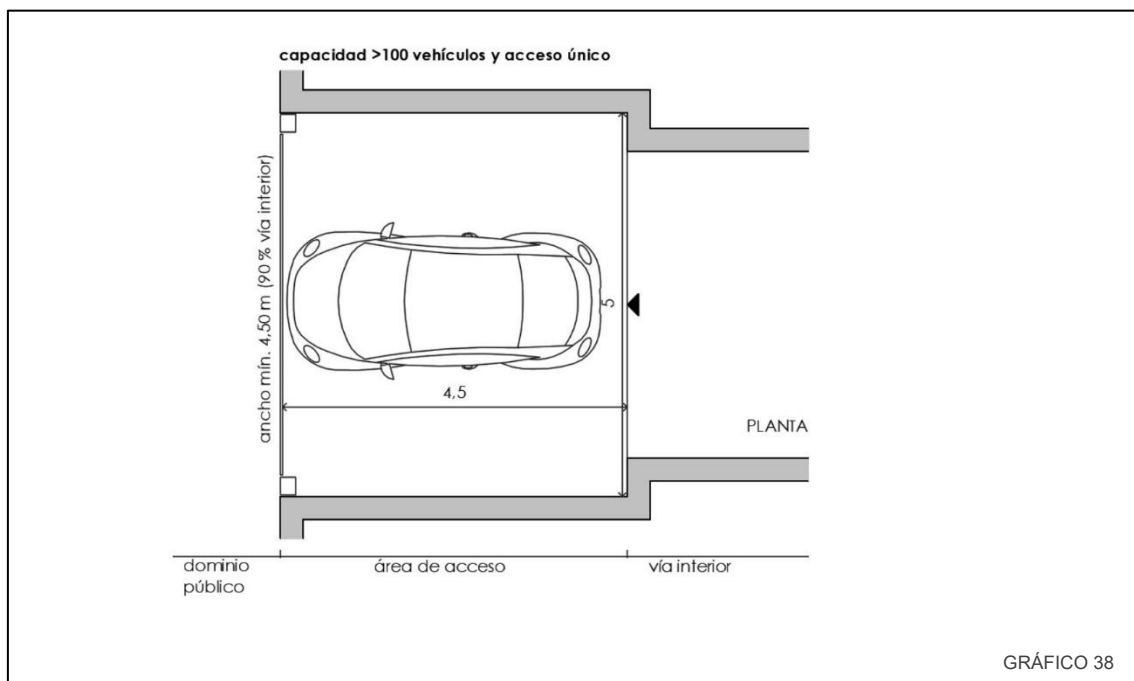 capacidad >100 vehículos y acceso único
ancho mín. 4,50 m (90 % vía interior)
5
4,5
PLANTA
dominio
público
área de acceso
vía interior
GRÁFICO 38